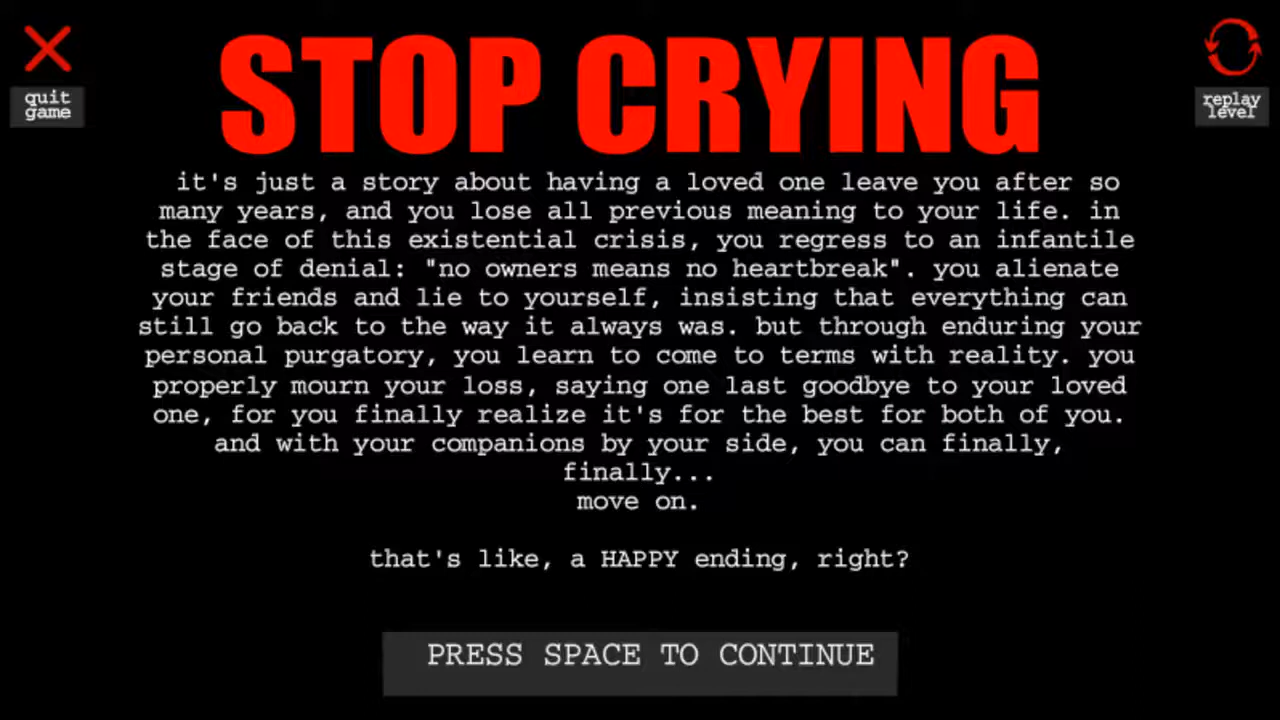 STOP CRYING
quit
game
replay
level
it's just a story about having a loved one leave you after so
many years, and you lose all previous meaning to your life. in
the face of this existential crisis, you regress to an infantile
stage of denial: "no owners means no heartbreak". you alienate
your friends and lie to yourself, insisting that everything can
still go back to the way it always was. but through enduring your
personal purgatory, you learn to come to terms with reality. you
properly mourn your loss, saying one last goodbye to your loved
one, for you finally realize it's for the best for both of you.
and with your companions by your side, you can finally,
finally...
move on.
that's like, a HAPPY ending, right?
PRESS SPACE TO CONTINUE